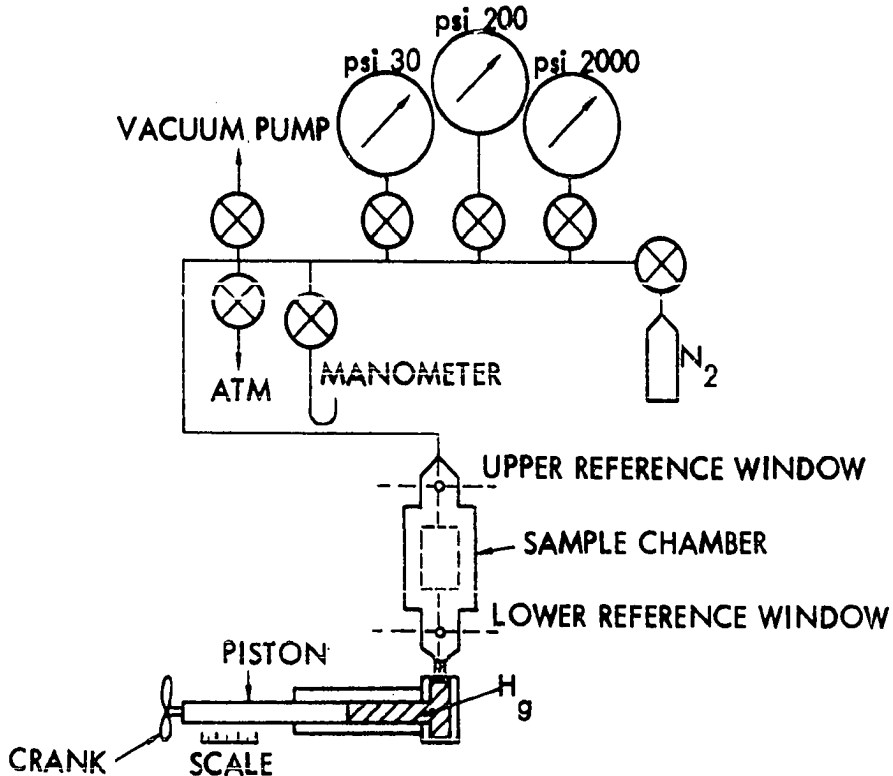 psi 200
psi 30
psi 2000
VACUUM PUMP
ATM
MANOMETER
N2
UPPER REFERENCE WINDOW
SAMPLE CHAMBER
LOWER REFERENCE WINDOW
PISTON
Hg
CRANK
SCALE